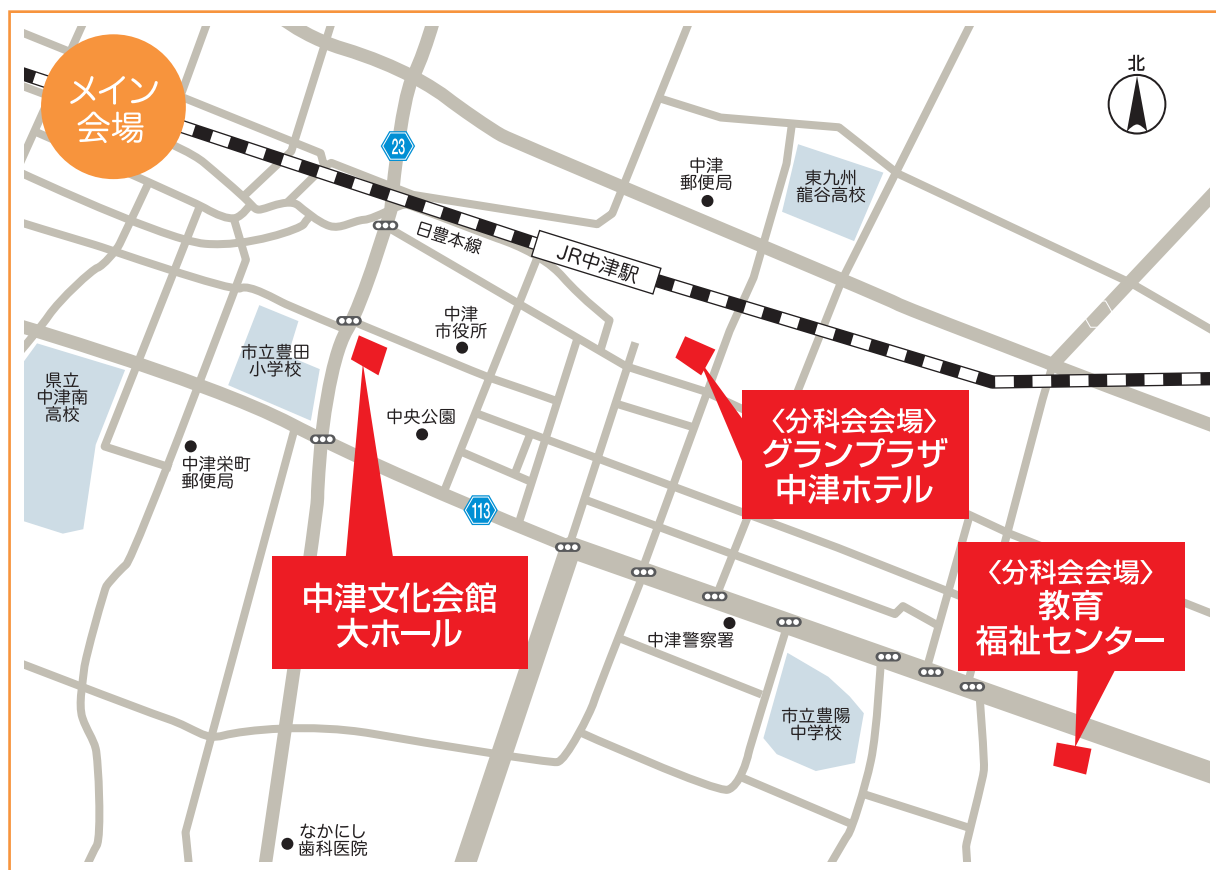 メイン
会場
北
23
中津
郵便局
東九州
龍谷高校
日豊本線
JR中津駅
中津
市役所
市立豊田
小学校
県立
中津南
高校
中央公園
中津栄町
郵便局
〈分科会会場〉
グランプラザ
中津ホテル
113
中津文化会館
大ホール
〈分科会会場〉
教育
福祉センター
中津警察署
市立豊陽
中学校
なかにし
歯科医院